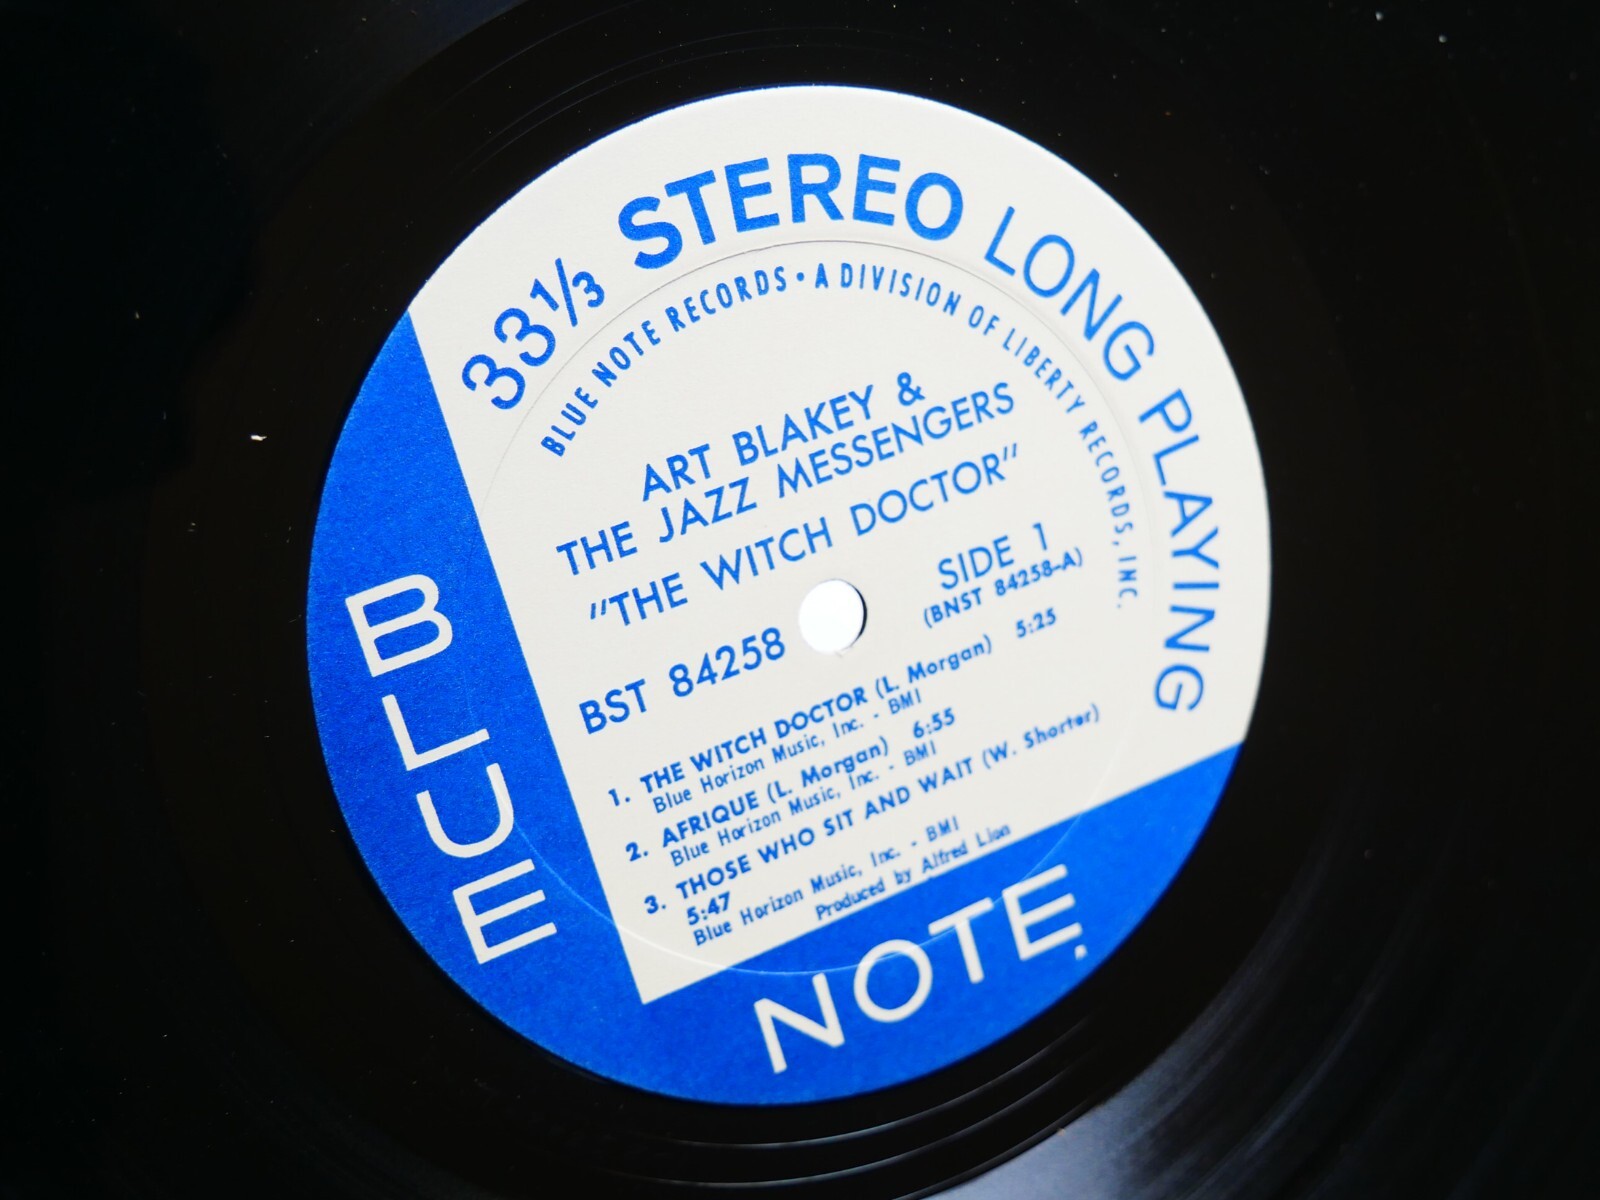 33⅓ STEREO LONG PLAYING
BLUE NOTE RECORDS • A DIVISION OF LIBERTY RECORDS, INC.
ART BLAKEY &
THE JAZZ MESSENGERS
"THE WITCH DOCTOR"
SIDE 1
BST 84258
(BNST 84258-A)
1. THE WITCH DOCTOR (L. Morgan) 5:25
Blue Horizon Music, Inc. - BMI
2. AFRIQUE (L. Morgan) 6:55
Blue Horizon Music, Inc. - BMI
3. THOSE WHO SIT AND WAIT (W. Shorter)
5:47
Blue Horizon Music, Inc. - BMI
Produced by Alfred Lion
BLUE
NOTE.